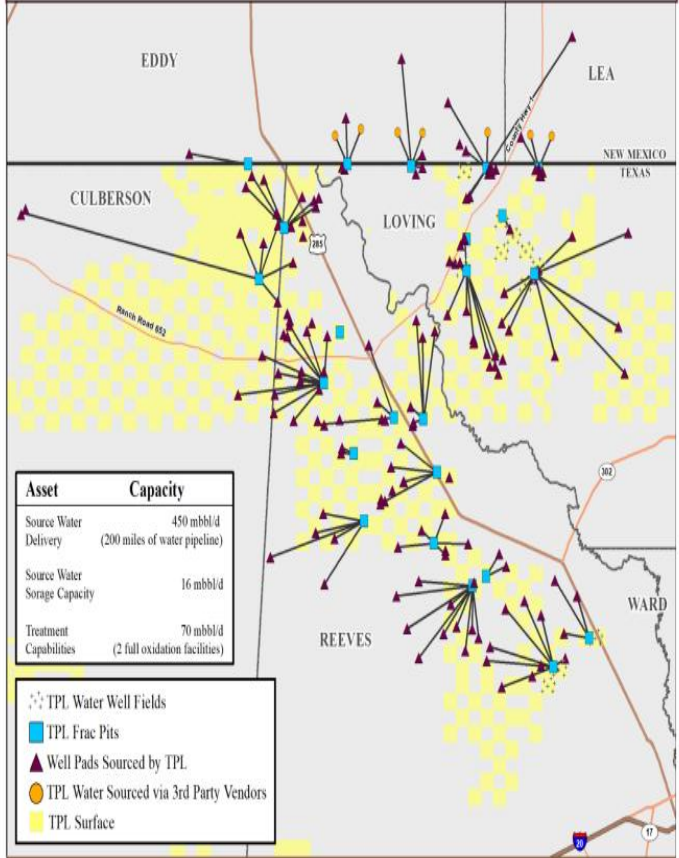 EDDY
LEA
County Hwy 1
NEW MEXICO
TEXAS
CULBERSON
LOVING
285
Ranch Road 652
302
Asset Capacity
Source Water 450 mbbl/d
Delivery (200 miles of water pipeline)
Source Water 16 mbbl/d
Sorage Capacity
Treatment 70 mbbl/d
Capabilities (2 full oxidation facilities)
REEVES
WARD
TPL Water Well Fields
TPL Frac Pits
Well Pads Sourced by TPL
TPL Water Sourced via 3rd Party Vendors
TPL Surface
17
20